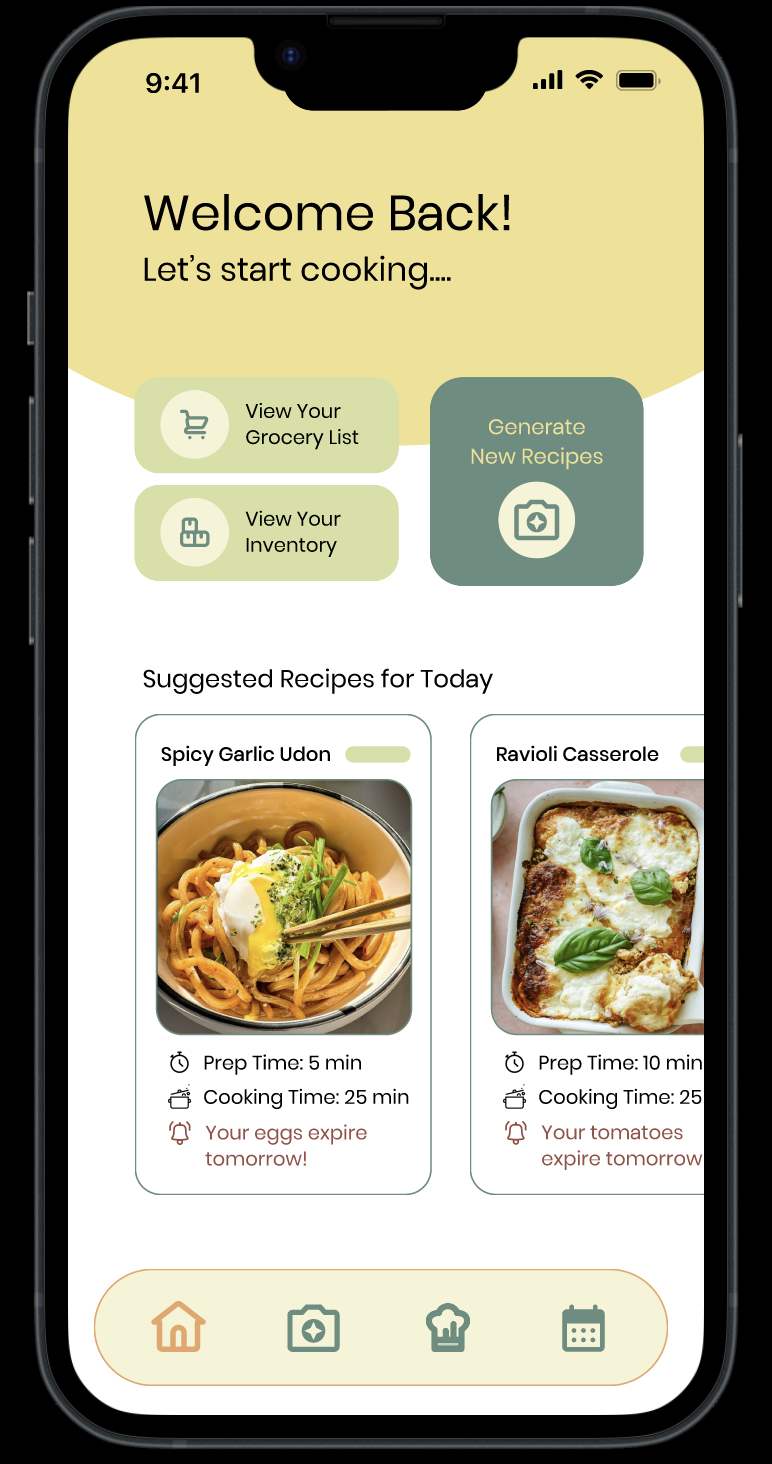 9:41
Welcome Back!
Let's start cooking....
View Your
Grocery List
View Your
Inventory
Generate
New Recipes
Suggested Recipes for Today
Spicy Garlic Udon
Prep Time: 5 min
Cooking Time: 25 min
Your eggs expire
tomorrow!
Ravioli Casserole
Prep Time: 10 min
Cooking Time: 25
Your tomatoes
expire tomorrow